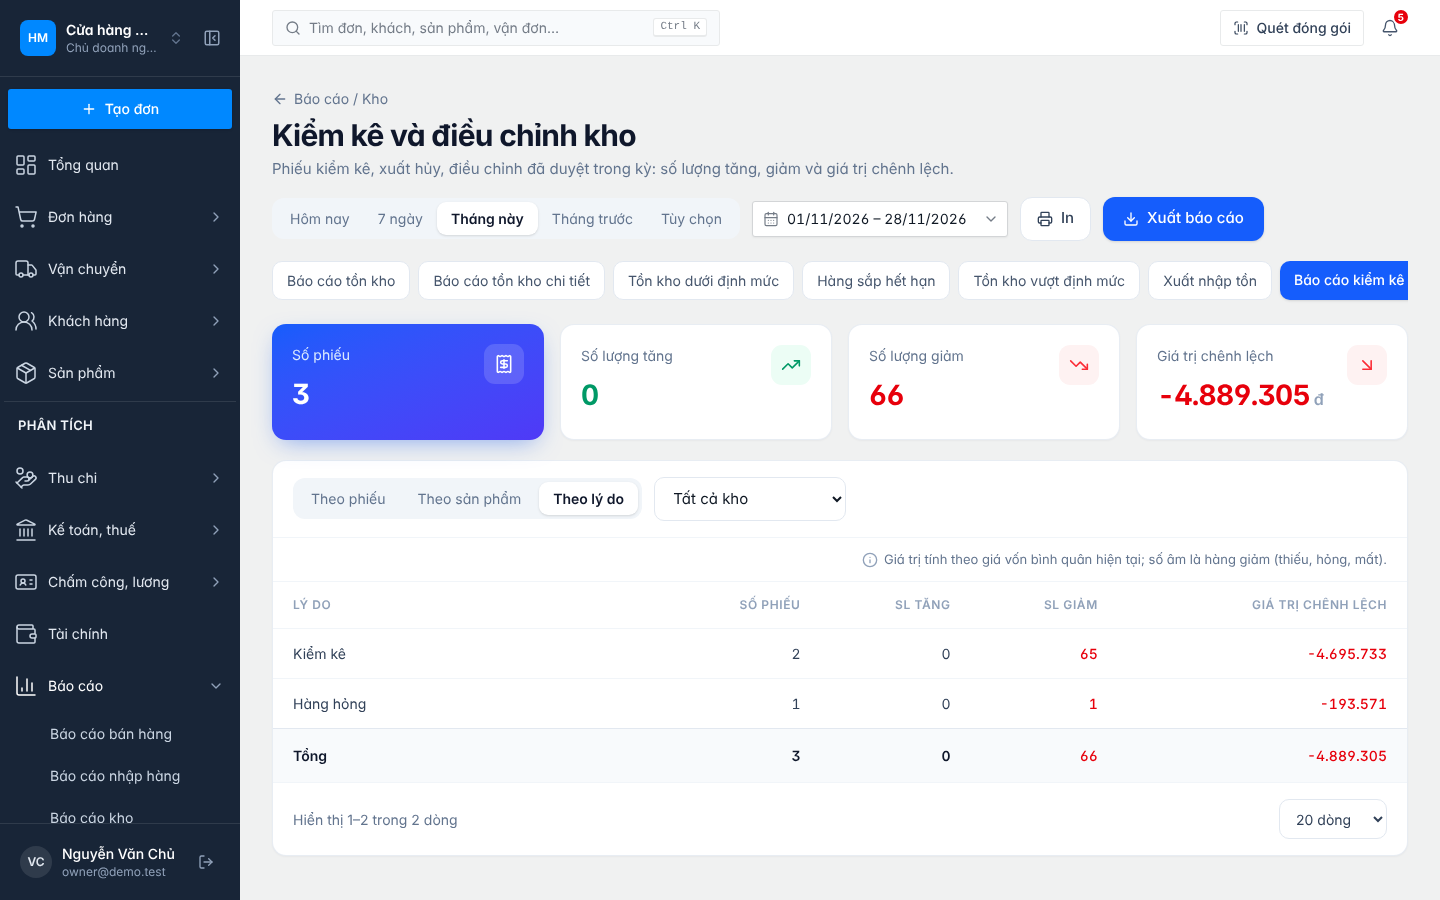 HM
Cửa hàng ...
Chủ doanh ng...
Tạo đơn
Tổng quan
Đơn hàng
Vận chuyển
Khách hàng
Sản phẩm
PHÂN TÍCH
Thu chi
Kế toán, thuế
Chấm công, lương
Tài chính
Báo cáo
Báo cáo bán hàng
Báo cáo nhập hàng
Báo cáo kho
VC
Nguyễn Văn Chủ
owner@demo.test
Tìm đơn, khách, sản phẩm, vận đơn...
Ctrl K
Quét đóng gói
5
Báo cáo / Kho
Kiểm kê và điều chỉnh kho
Phiếu kiểm kê, xuất hủy, điều chỉnh đã duyệt trong kỳ: số lượng tăng, giảm và giá trị chênh lệch.
Hôm nay 7 ngày Tháng này Tháng trước Tùy chọn
01/11/2026 – 28/11/2026
In
Xuất báo cáo
Báo cáo tồn kho
Báo cáo tồn kho chi tiết
Tồn kho dưới định mức
Hàng sắp hết hạn
Tồn kho vượt định mức
Xuất nhập tồn
Báo cáo kiểm kê
Số phiếu
3
Số lượng tăng
0
Số lượng giảm
66
Giá trị chênh lệch
-4.889.305 đ
Theo phiếu Theo sản phẩm Theo lý do
Tất cả kho
Giá trị tính theo giá vốn bình quân hiện tại; số âm là hàng giảm (thiếu, hỏng, mất).
LÝ DO SỐ PHIẾU SL TĂNG SL GIẢM GIÁ TRỊ CHÊNH LỆCH
Kiểm kê 2 0 65 -4.695.733
Hàng hỏng 1 0 1 -193.571
Tổng 3 0 66 -4.889.305
Hiển thị 1–2 trong 2 dòng
20 dòng